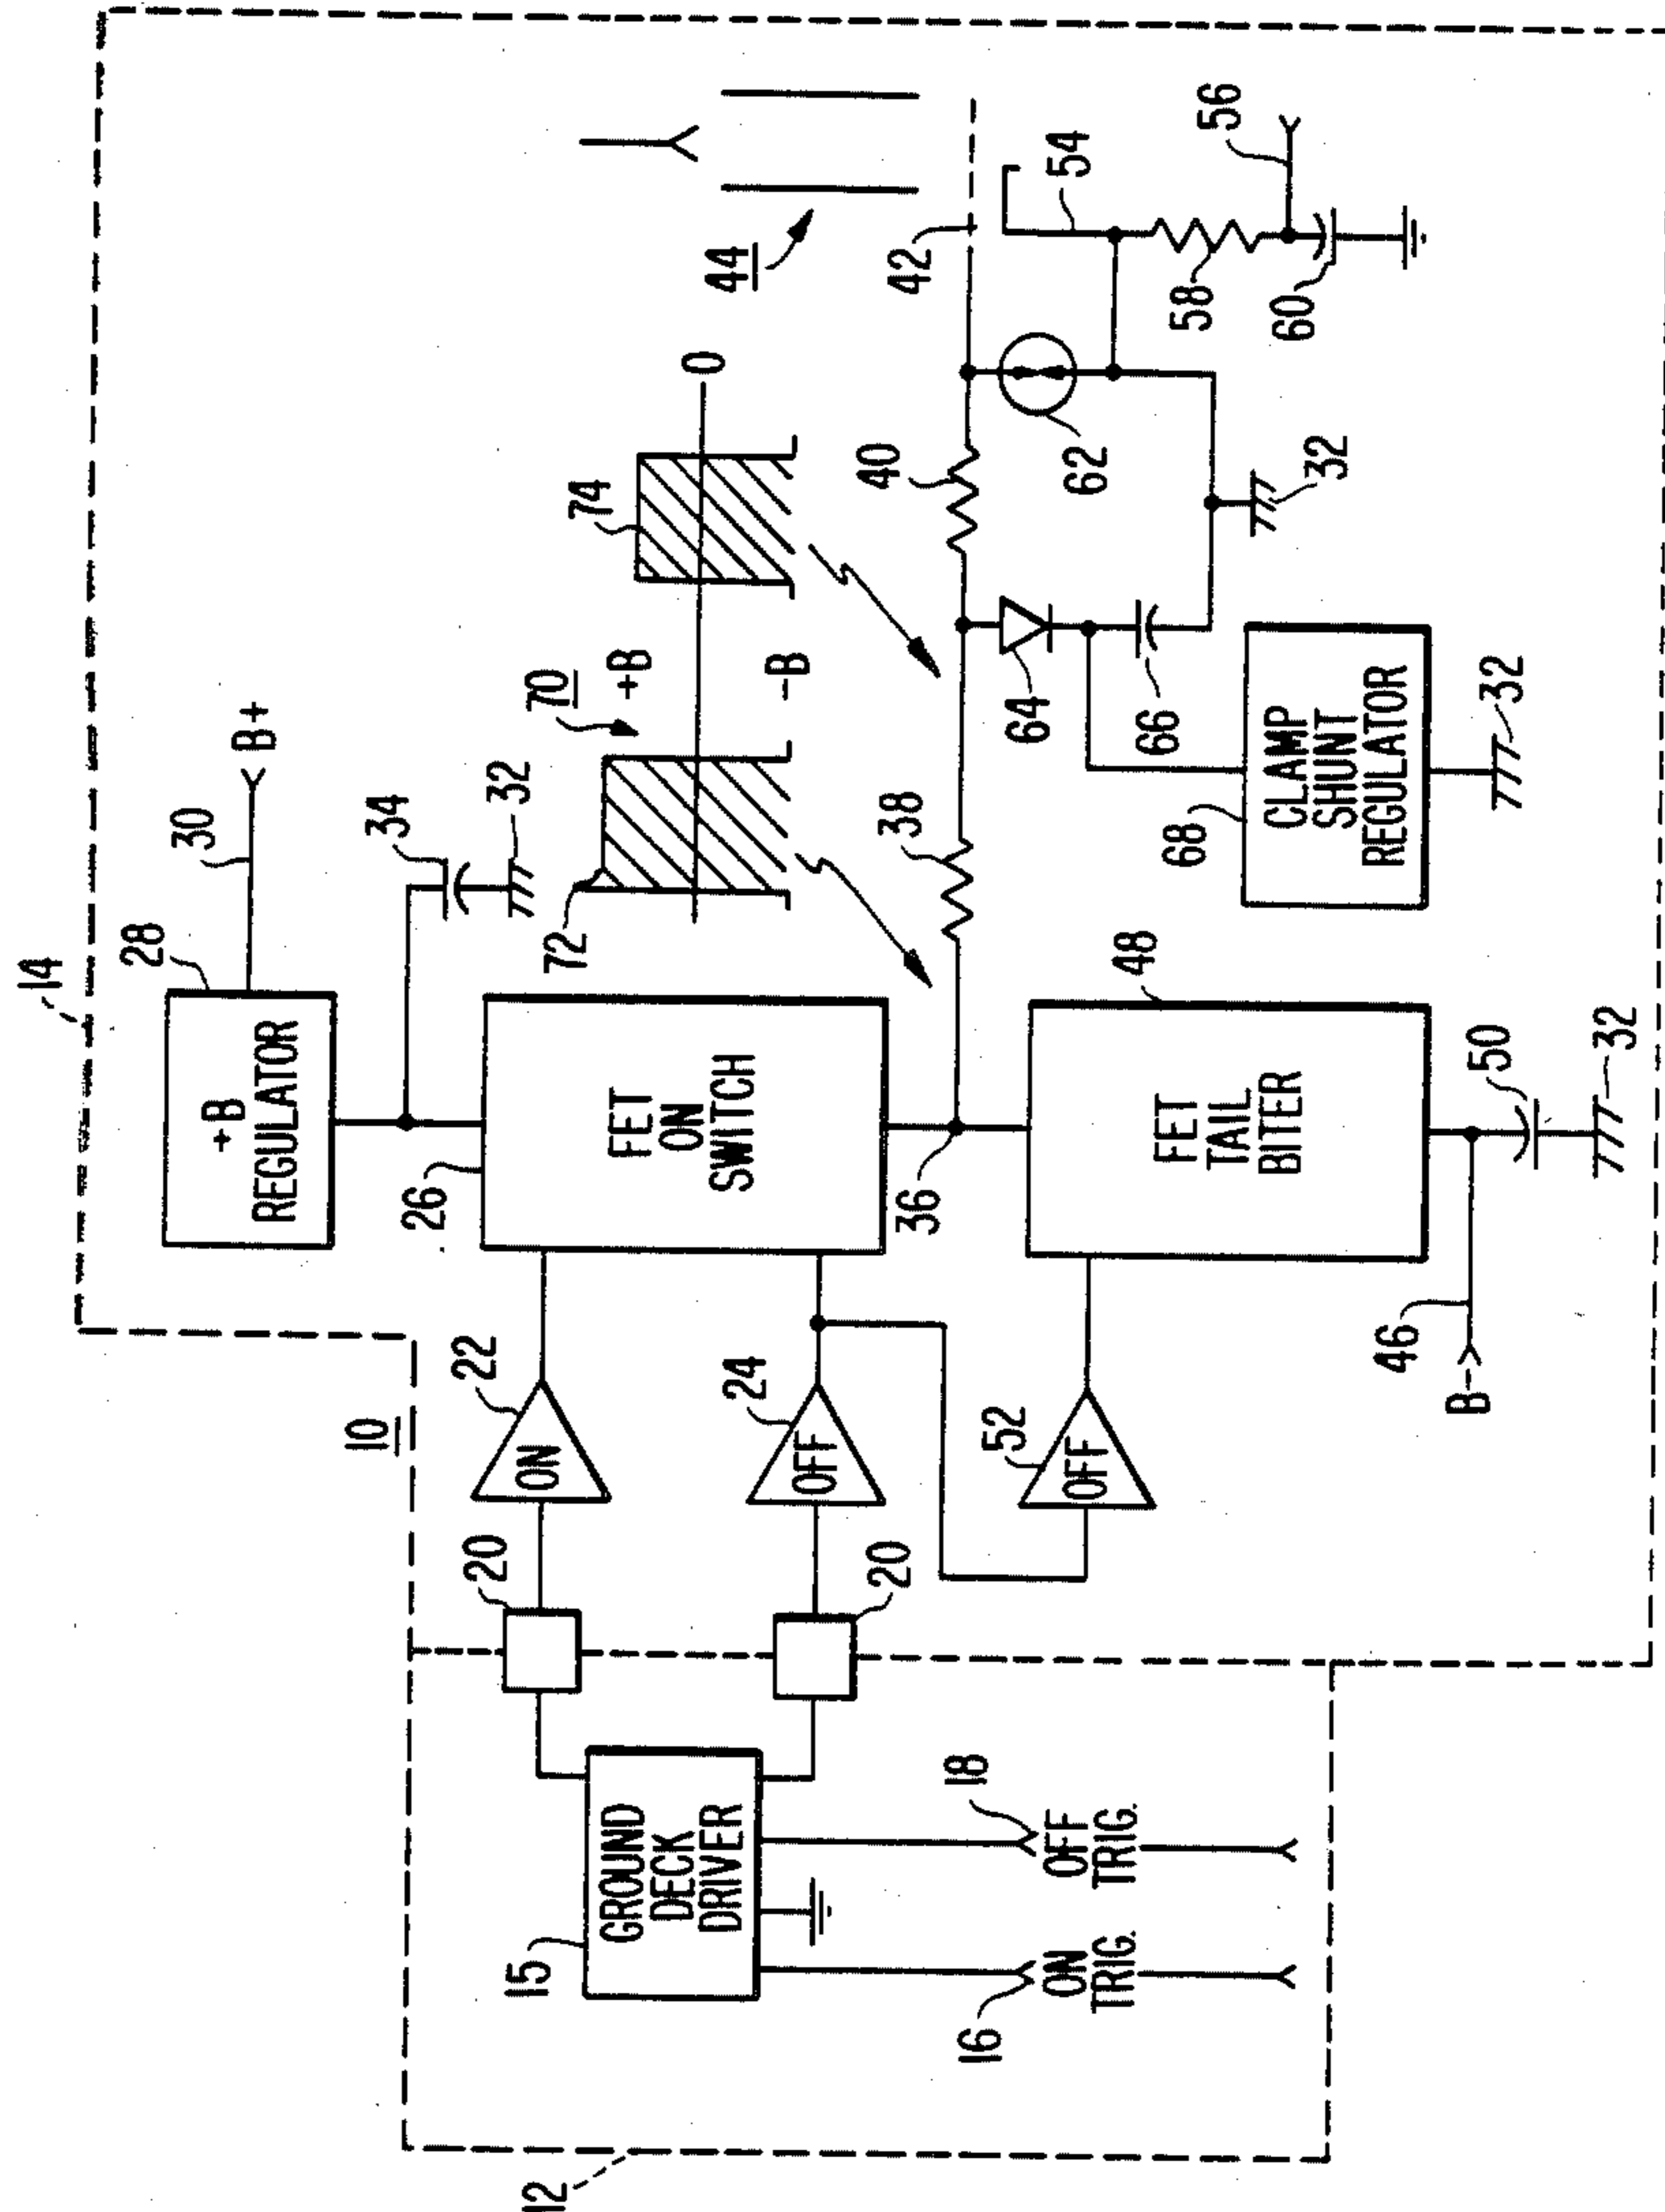 14
28
+B
REGULATOR
30
B+
34
32
70
+B
-B
72
74
0
44
10
20
22
ON
26
FET
ON
SWITCH
15
GROUND
DECK
DRIVER
20
24
OFF
36
38
40
42
54
56
58
60
62
64
66
32
68
CLAMP
SHUNT
REGULATOR
32
52
OFF
48
FET
TAIL
BITER
46
B-
50
32
16
ON
TRIG.
18
OFF
TRIG.
12